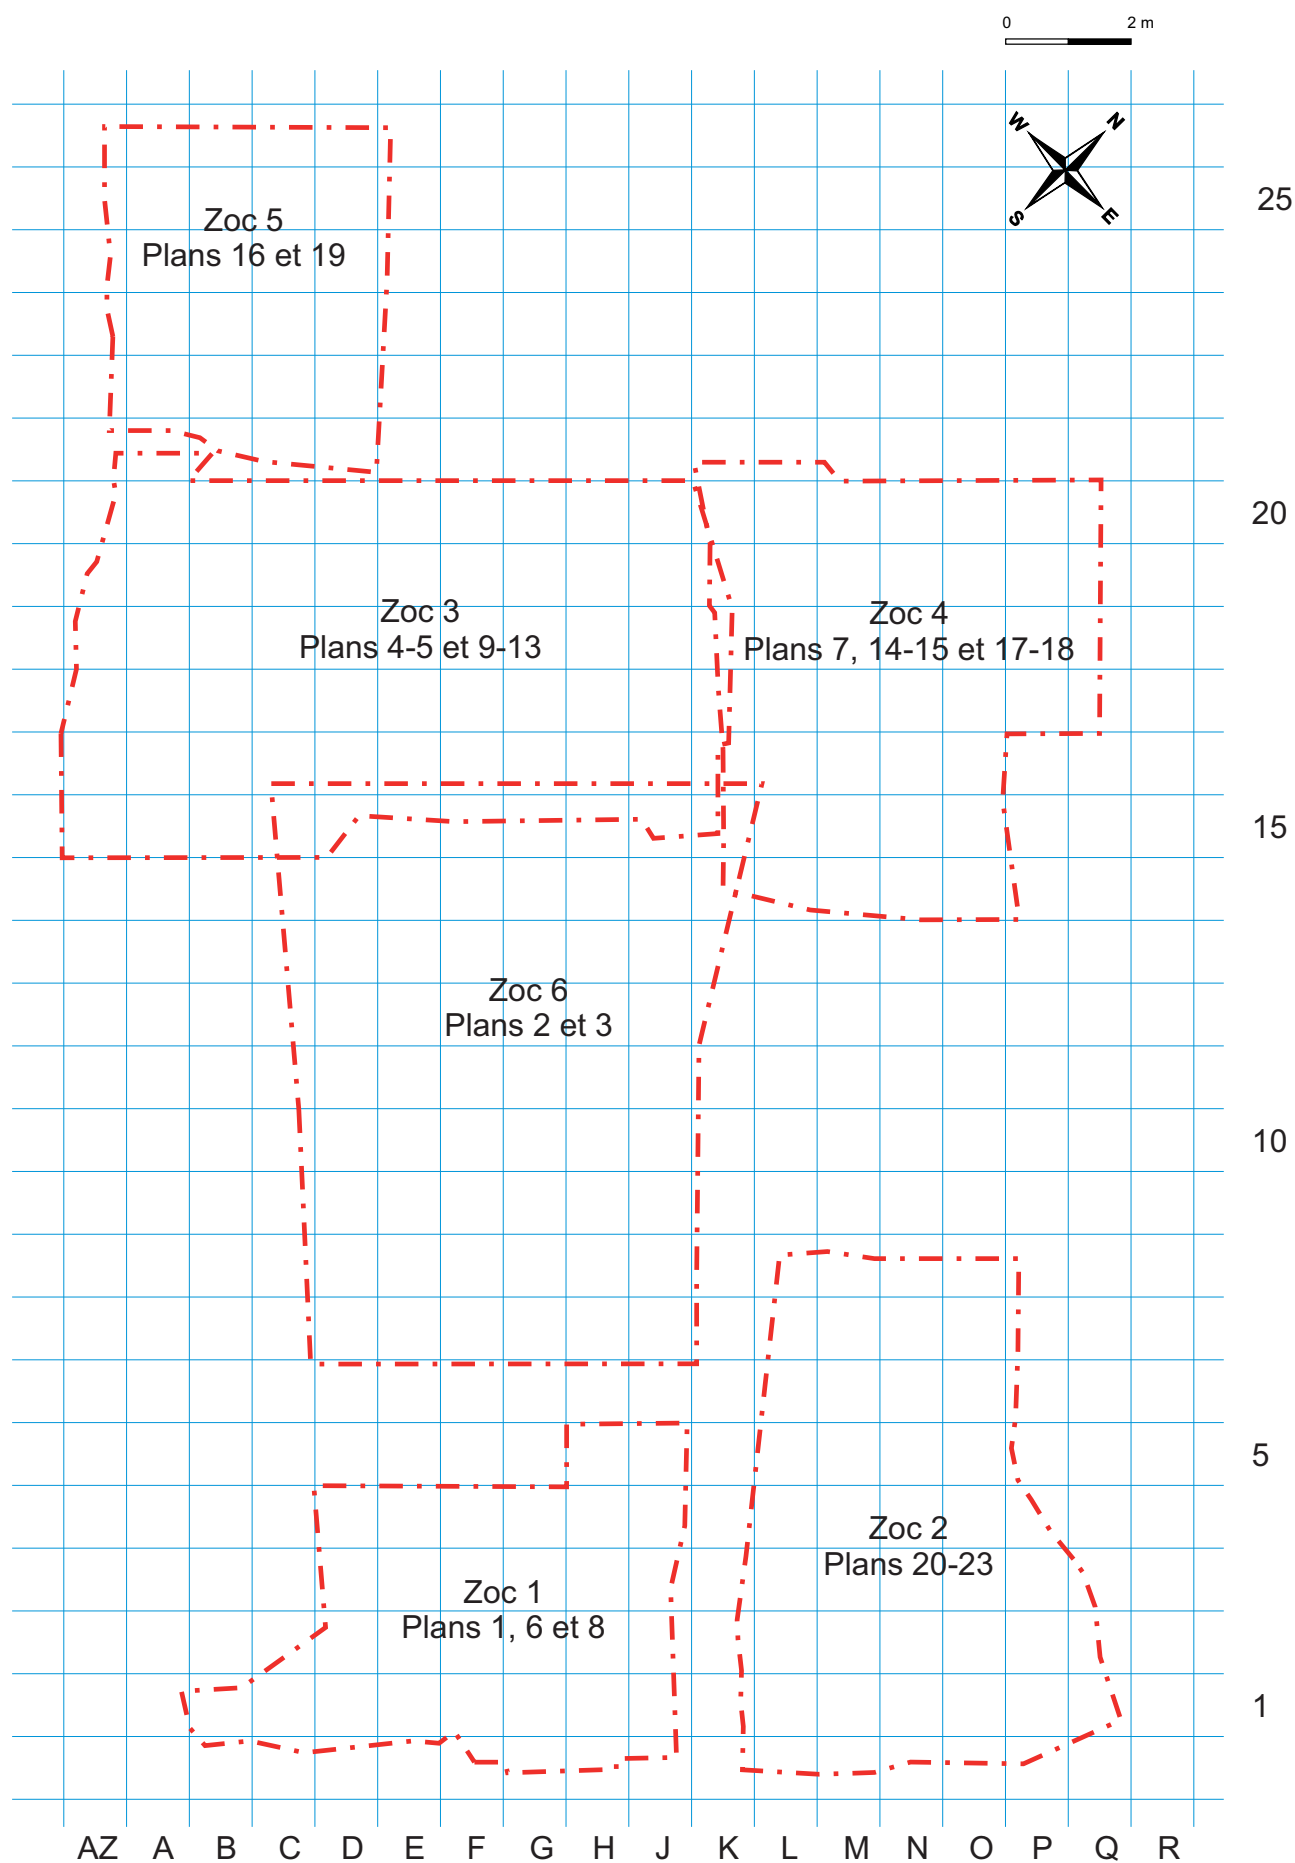 0 2 m
W N
S E
25
Zoc 5
Plans 16 et 19
20
Zoc 3
Plans 4-5 et 9-13
Zoc 4
Plans 7, 14-15 et 17-18
15
Zoc 6
Plans 2 et 3
10
5
Zoc 2
Plans 20-23
Zoc 1
Plans 1, 6 et 8
1
AZ A B C D E F G H J K L M N O P Q R